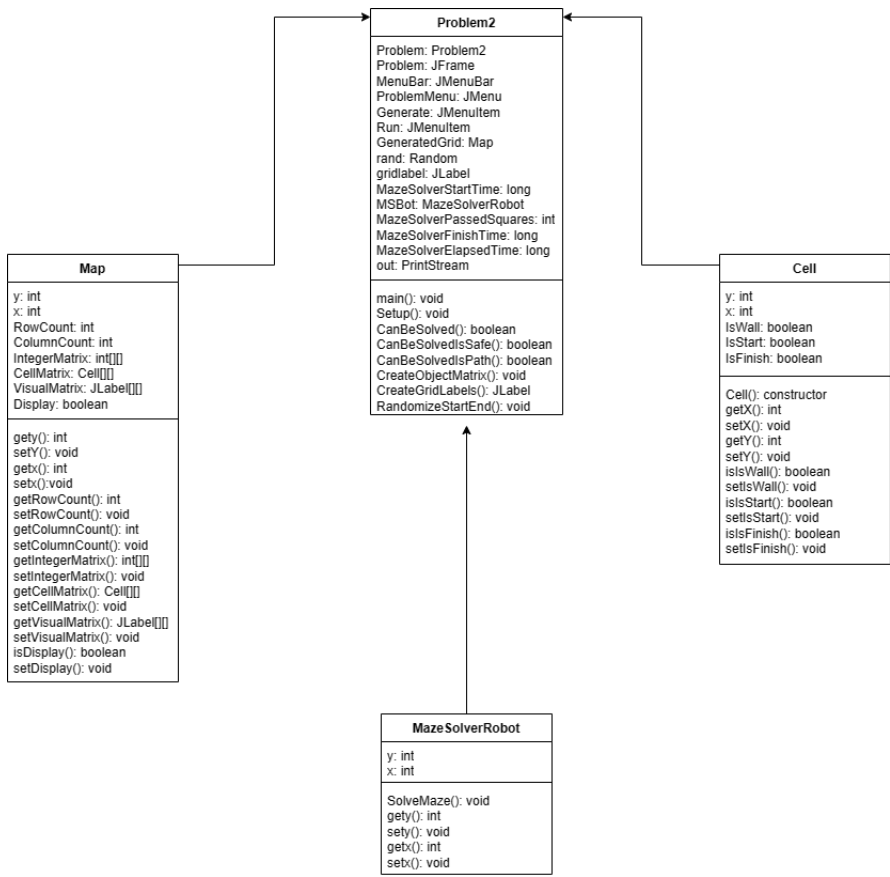 Problem2
Problem: Problem2
Problem: JFrame
MenuBar: JMenuBar
ProblemMenu: JMenu
Generate: JMenuItem
Run: JMenuItem
GeneratedGrid: Map
rand: Random
gridlabel: JLabel
MazeSolverStartTime: long
MSBot: MazeSolverRobot
MazeSolverPassedSquares: int
MazeSolverFinishTime: long
MazeSolverElapsedTime: long
out: PrintStream
main(): void
Setup(): void
CanBeSolved(): boolean
CanBeSolvedIsSafe(): boolean
CanBeSolvedIsPath(): boolean
CreateObjectMatrix(): void
CreateGridLabels(): JLabel
RandomizeStartEnd(): void
Map
y: int
x: int
RowCount: int
ColumnCount: int
IntegerMatrix: int[][]
CellMatrix: Cell[][]
VisualMatrix: JLabel[][]
Display: boolean
gety(): int
setY(): void
getx(): int
setx():void
getRowCount(): int
setRowCount(): void
getColumnCount(): int
setColumnCount(): void
getIntegerMatrix(): int[][]
setIntegerMatrix(): void
getCellMatrix(): Cell[][]
setCellMatrix(): void
getVisualMatrix(): JLabel[][]
setVisualMatrix(): void
isDisplay(): boolean
setDisplay(): void
Cell
y: int
x: int
IsWall: boolean
IsStart: boolean
IsFinish: boolean
Cell(): constructor
getX(): int
setX(): void
getY(): int
setY(): void
isIsWall(): boolean
setIsWall(): void
isIsStart(): boolean
setIsStart(): void
isIsFinish(): boolean
setIsFinish(): void
MazeSolverRobot
y: int
x: int
SolveMaze(): void
gety(): int
sety(): void
getx(): int
setx(): void